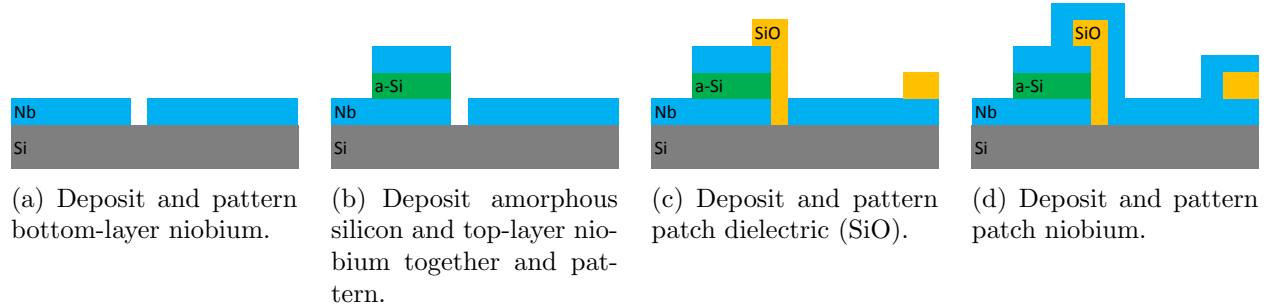 Nb
Si
a-Si
Nb
Si
SiO
a-Si
Nb
Si
SiO
a-Si
Nb
Si
(a) Deposit and pattern
bottom-layer niobium.
(b) Deposit amorphous
silicon and top-layer nio-
bium together and pat-
tern.
(c) Deposit and pattern
patch dielectric (SiO).
(d) Deposit and pattern
patch niobium.